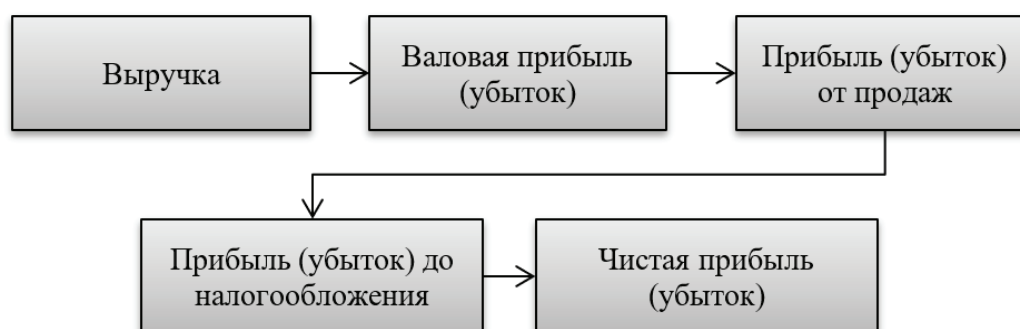 Выручка
Валовая прибыль
(убыток)
Прибыль (убыток)
от продаж
Прибыль (убыток) до
налогообложения
Чистая прибыль
(убыток)